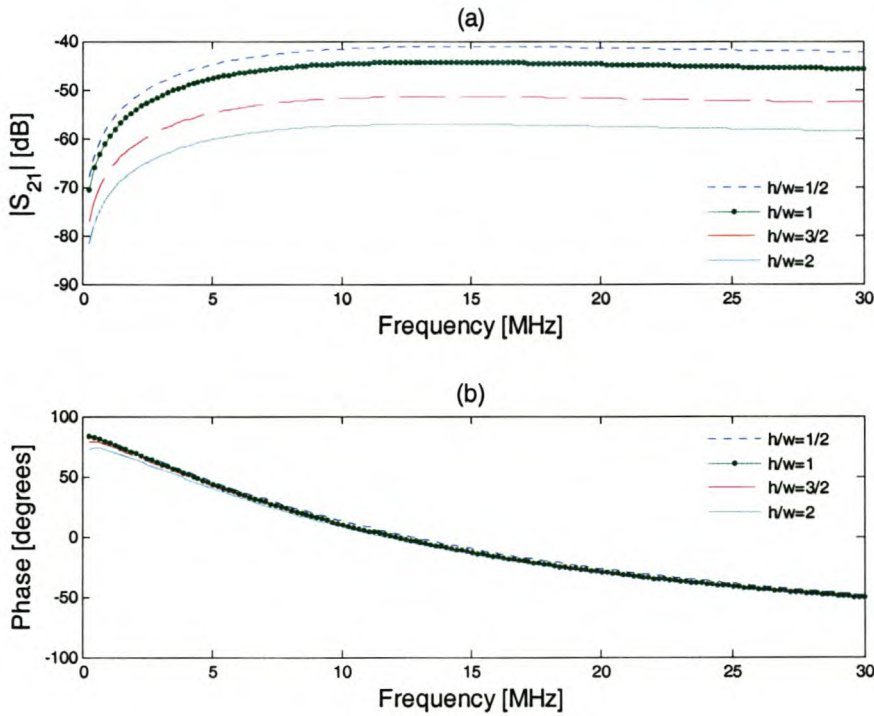 (a)
-40
-50
-60
-70
-80
-90
|S21| [dB]
h/w=1/2
h/w=1
h/w=3/2
h/w=2
0 5 10 15 20 25 30
Frequency [MHz]
(b)
100
50
0
-50
-100
Phase [degrees]
h/w=1/2
h/w=1
h/w=3/2
h/w=2
0 5 10 15 20 25 30
Frequency [MHz]